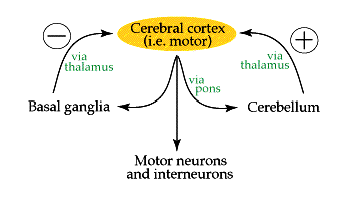 Cerebral cortex
(i.e. motor)
−
+
via
thalamus
via
thalamus
via
pons
Basal ganglia
Cerebellum
Motor neurons
and interneurons